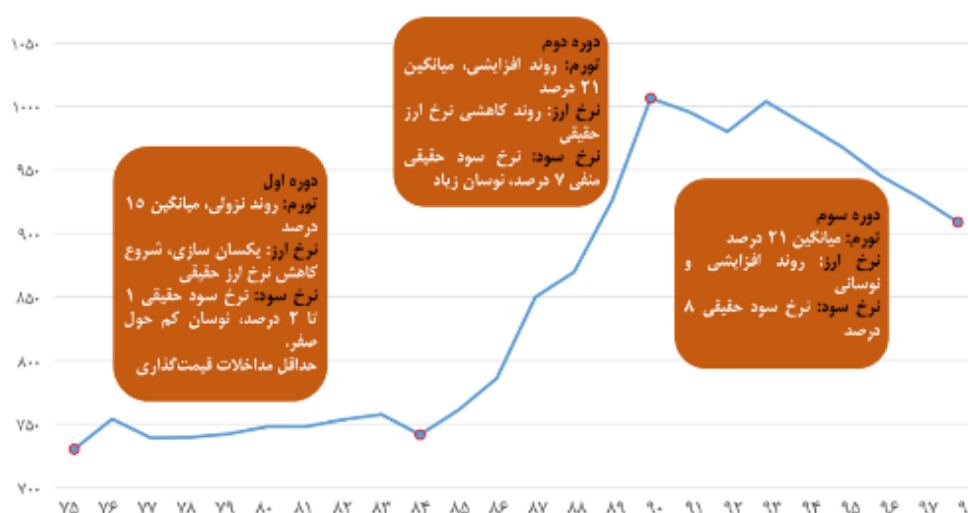 ۱۰۵۰
۱۰۰۰
۹۵۰
۹۰۰
۸۵۰
۸۰۰
۷۵۰
۷۰۰
دوره اول
تورم: روند نزولی، میانگین ۱۵
درصد
نرخ ارز: یکسان سازی، شروع
کاهش نرخ ارز حقیقی
نرخ سود: نرخ سود حقیقی ۱
تا ۲ درصد، نوسان کم حول
صفر.
حداقل مداخلات قیمت‌گذاری
دوره دوم
تورم: روند افزایشی، میانگین
۲۱ درصد
نرخ ارز: روند کاهشی نرخ ارز
حقیقی
نرخ سود: نرخ سود حقیقی
منفی ۷ درصد، نوسان زیاد
دوره سوم
تورم: میانگین ۲۱ درصد
نرخ ارز: روند افزایشی و
نوسانی
نرخ سود: نرخ سود حقیقی ۸
درصد
۷۵ ۷۶ ۷۷ ۷۸ ۷۹ ۸۰ ۸۱ ۸۲ ۸۳ ۸۴ ۸۵ ۸۶ ۸۷ ۸۸ ۸۹ ۹۰ ۹۱ ۹۲ ۹۳ ۹۴ ۹۵ ۹۶ ۹۷